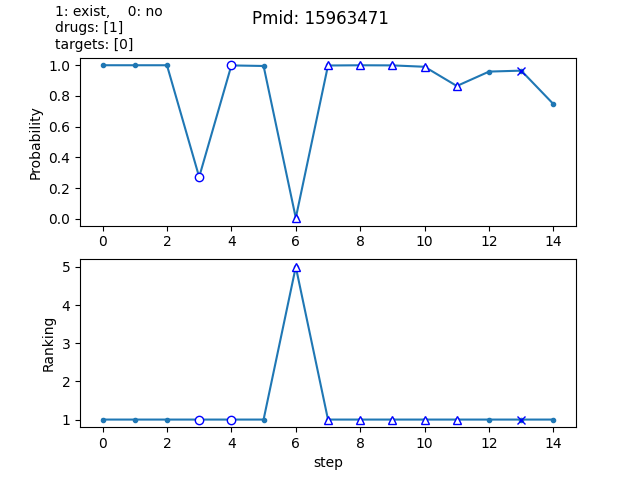 1: exist,    0: no
drugs: [1]
targets: [0]
Pmid: 15963471
1.0
0.8
0.6
0.4
0.2
0.0
Probability
0 2 4 6 8 10 12 14
5
4
3
2
1
Ranking
0 2 4 6 8 10 12 14
step